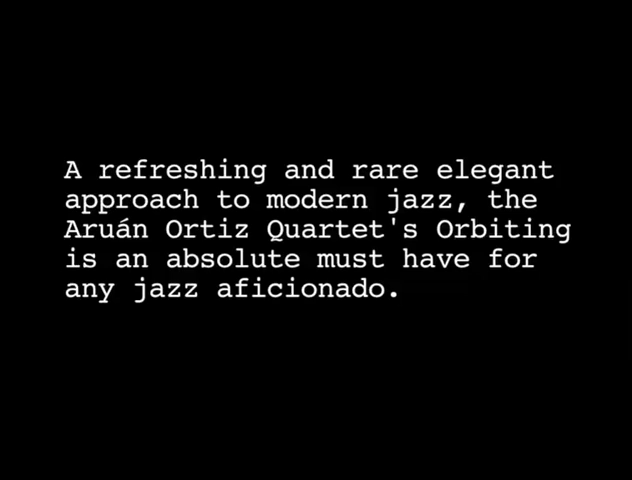 A refreshing and rare elegant
approach to modern jazz, the
Aruán Ortiz Quartet's Orbiting
is an absolute must have for
any jazz aficionado.